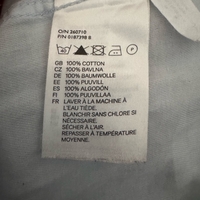 O/N 260710
P/N 0187398 8
GB 100% COTTON
CZ 100% BAVLNA
DE 100% BAUMWOLLE
EE 100% PUUVILL
ES 100% ALGODÓN
FI 100% PUUVILLAA
FR LAVER À LA MACHINE À
L'EAU TIÈDE.
BLANCHIR SANS CHLORE SI
NÉCESSAIRE.
SÉCHER À L'AIR.
REPASSER À TEMPÉRATURE
MOYENNE.